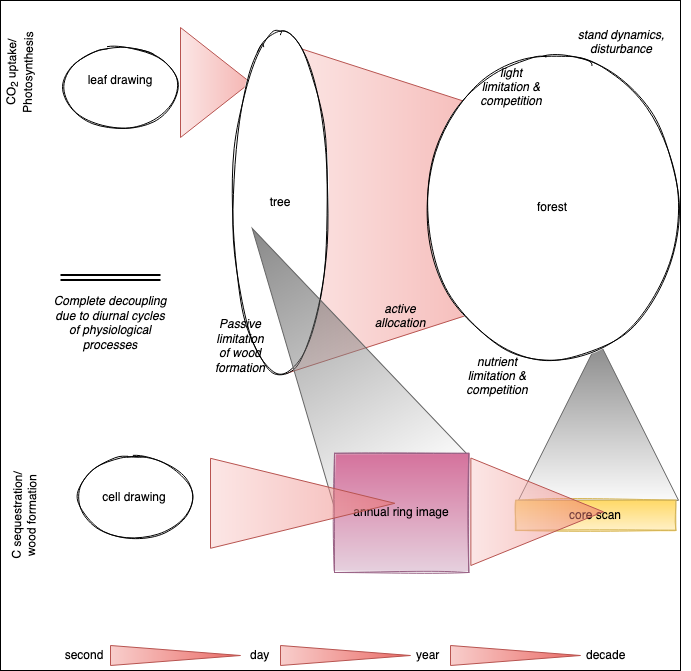 CO2 uptake/
Photosynthesis
leaf drawing
tree
stand dynamics,
disturbance
light
limitation &
competition
forest
Complete decoupling
due to diurnal cycles
of physiological
processes
Passive
limitation
of wood
formation
active
allocation
nutrient
limitation &
competition
C sequestration/
wood formation
cell drawing
annual ring image
core scan
second
day
year
decade